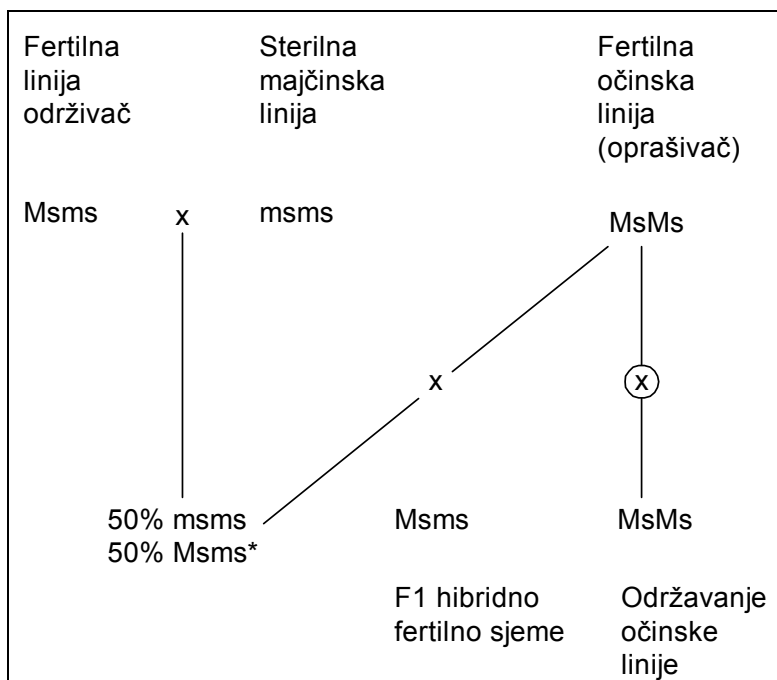 Fertilna
linija
održivač
Sterilna
majčinska
linija
Fertilna
očinska
linija
(oprašivač)
Msms x msms
MsMs
x
x
50% msms
50% Msms*
Msms
MsMs
F1 hibridno
fertilno sjeme
Održavanje
očinske
linije